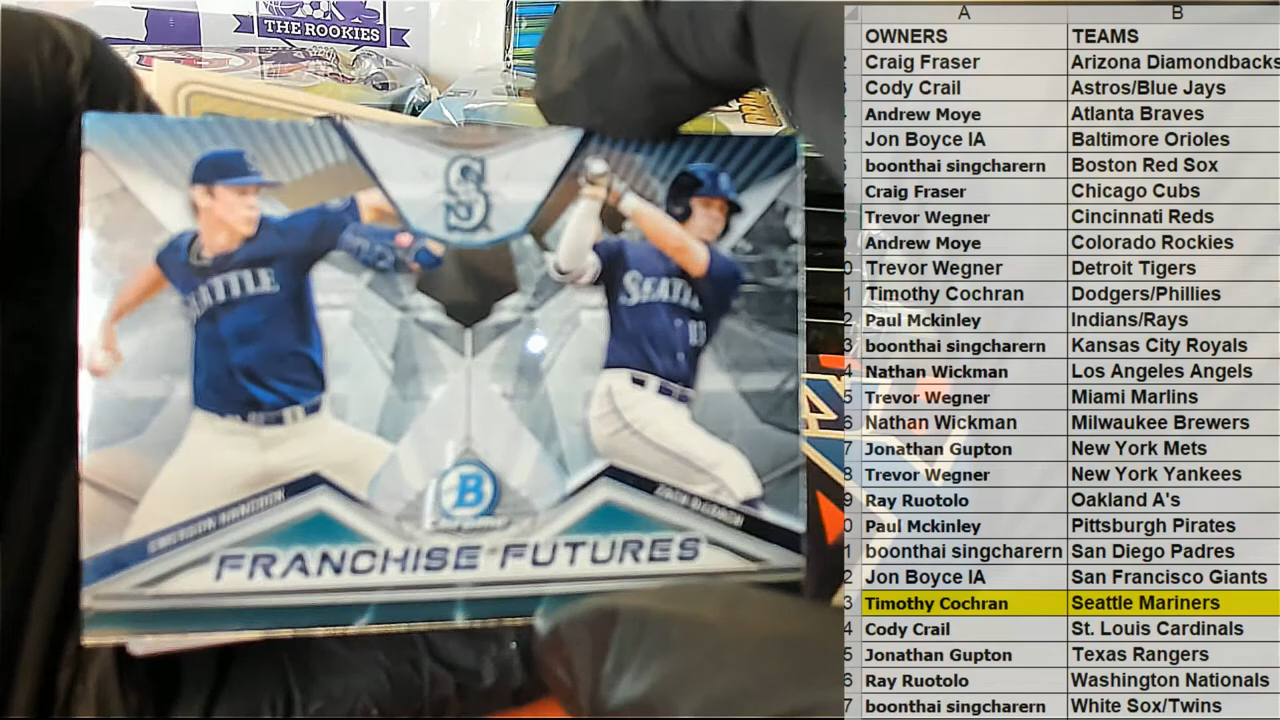 THE ROOKIES
S
SEATTLE
SEATTLE
B
Chrome
EMERSON HANCOCK
FRANCHISE FUTURES
A B
OWNERS TEAMS
Craig Fraser Arizona Diamondbacks
Cody Crail Astros/Blue Jays
Andrew Moye Atlanta Braves
Jon Boyce IA Baltimore Orioles
boonthai singcharern Boston Red Sox
Craig Fraser Chicago Cubs
Trevor Wegner Cincinnati Reds
Andrew Moye Colorado Rockies
Trevor Wegner Detroit Tigers
Timothy Cochran Dodgers/Phillies
Paul Mckinley Indians/Rays
boonthai singcharern Kansas City Royals
Nathan Wickman Los Angeles Angels
Trevor Wegner Miami Marlins
Nathan Wickman Milwaukee Brewers
Jonathan Gupton New York Mets
Trevor Wegner New York Yankees
Ray Ruotolo Oakland A's
Paul Mckinley Pittsburgh Pirates
boonthai singcharern San Diego Padres
Jon Boyce IA San Francisco Giants
Timothy Cochran Seattle Mariners
Cody Crail St. Louis Cardinals
Jonathan Gupton Texas Rangers
Ray Ruotolo Washington Nationals
boonthai singcharern White Sox/Twins